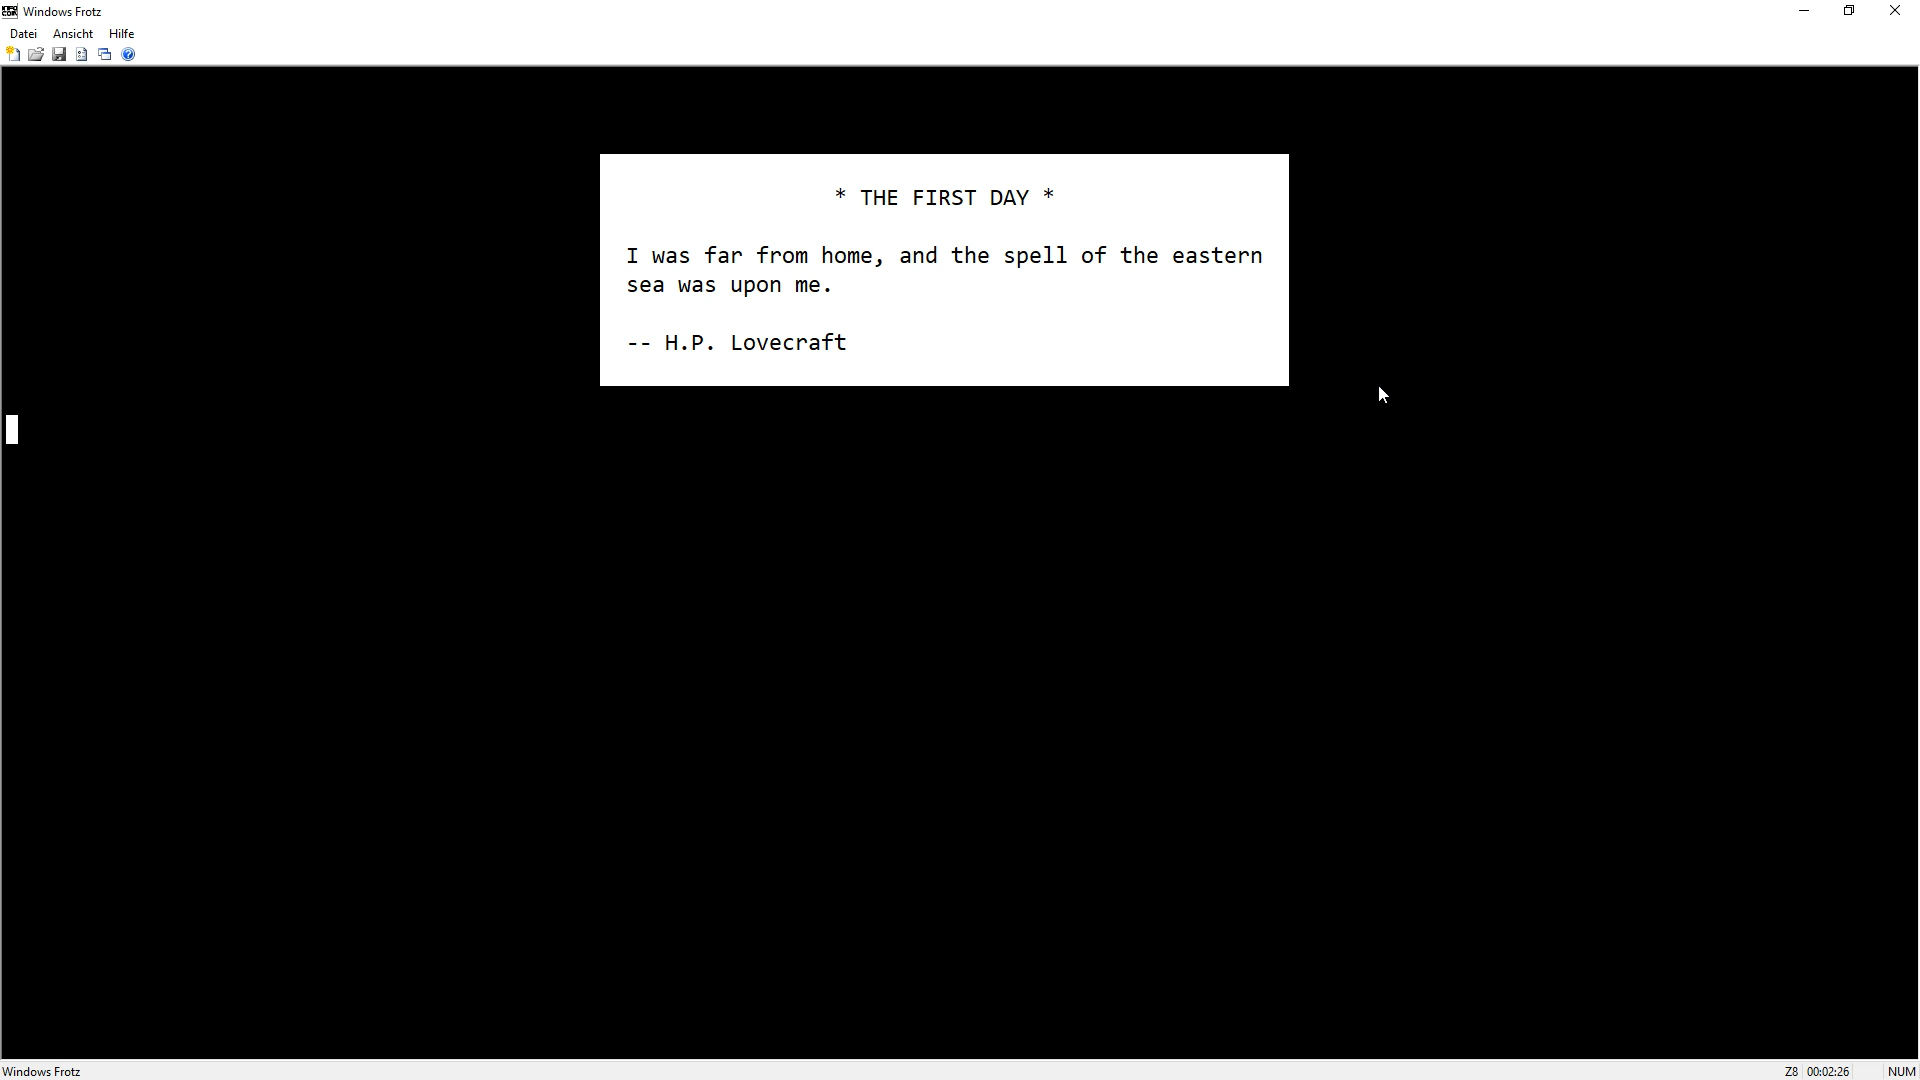 Windows Frotz
Datei Ansicht Hilfe
* THE FIRST DAY *
I was far from home, and the spell of the eastern
sea was upon me.
-- H.P. Lovecraft
Windows Frotz
Z8 00:02:26 NUM